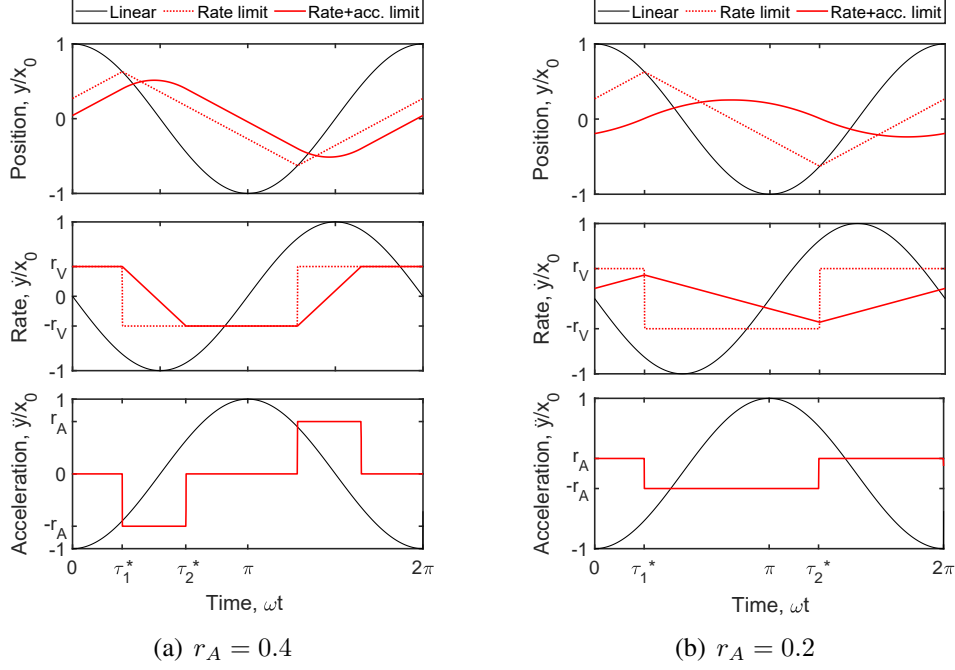 Linear Rate limit Rate+acc. limit
Position, y/x0
1
0
-1
Rate, ẏ/x0
1
rV
0
-rV
-1
Acceleration, ÿ/x0
1
rA
0
-rA
-1
0 τ1* τ2* π 2π
Time, ωt
(a) rA = 0.4
Linear Rate limit Rate+acc. limit
Position, y/x0
1
0
-1
Rate, ẏ/x0
1
rV
-rV
-1
Acceleration, ÿ/x0
1
rA
-rA
-1
0 τ1* π τ2* 2π
Time, ωt
(b) rA = 0.2